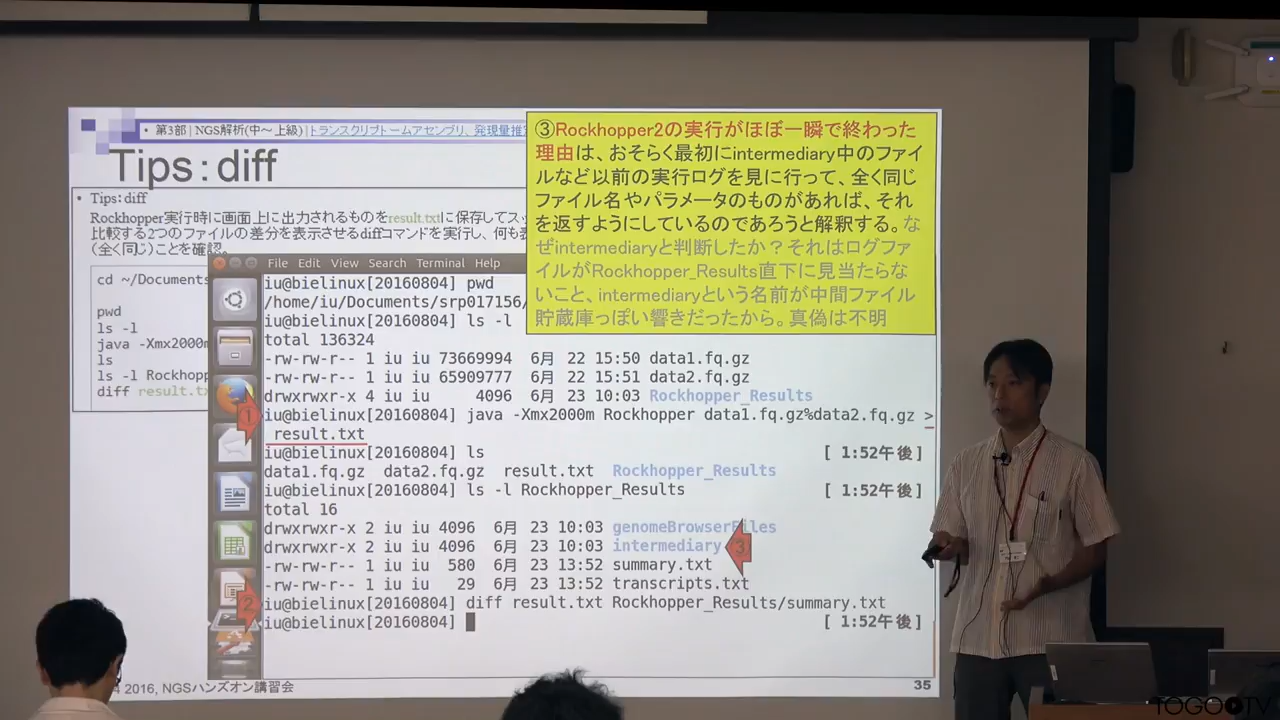 • 第3部 | NGS解析(中～上級) | トランスクリプトームアセンブリ、発現量推定
Tips：diff
• Tips：diff
Rockhopper実行時に画面上に出力されるものをresult.txtに保存して
比較する2つのファイルの差分を表示させるdiffコマンドを実行し、何も
（全く同じ）ことを確認。
cd ~/Documents
pwd
ls -l
java -Xmx2000m
ls
ls -l Rockhopp
diff result.tx
③Rockhopper2の実行がほぼ一瞬で終わった
理由は、おそらく最初にintermediary中のファイ
ルなど以前の実行ログを見に行って、全く同じ
ファイル名やパラメータのものがあれば、それ
を返すようにしているのであろうと解釈する。な
ぜintermediaryと判断したか？それはログファ
イルがRockhopper_Results直下に見当たらな
いこと、intermediaryという名前が中間ファイル
貯蔵庫っぽい響きだったから。真偽は不明
File Edit View Search Terminal Help
iu@bielinux[20160804] pwd
/home/iu/Documents/srp017156/
iu@bielinux[20160804] ls -l
total 136324
-rw-rw-r-- 1 iu iu 73669994 6月 22 15:50 data1.fq.gz
-rw-rw-r-- 1 iu iu 65909777 6月 22 15:51 data2.fq.gz
drwxrwxr-x 4 iu iu 4096 6月 23 10:03 Rockhopper_Results
iu@bielinux[20160804] java -Xmx2000m Rockhopper data1.fq.gz%data2.fq.gz >
① result.txt
iu@bielinux[20160804] ls [ 1:52午後]
data1.fq.gz data2.fq.gz result.txt Rockhopper_Results
iu@bielinux[20160804] ls -l Rockhopper_Results [ 1:52午後]
total 16
drwxrwxr-x 2 iu iu 4096 6月 23 10:03 genomeBrowserFiles
drwxrwxr-x 2 iu iu 4096 6月 23 10:03 intermediary ③
-rw-rw-r-- 1 iu iu 580 6月 23 13:52 summary.txt
-rw-rw-r-- 1 iu iu 29 6月 23 13:52 transcripts.txt
② iu@bielinux[20160804] diff result.txt Rockhopper_Results/summary.txt
iu@bielinux[20160804] [ 1:52午後]
4 2016, NGSハンズオン講習会
35
TOGOTV